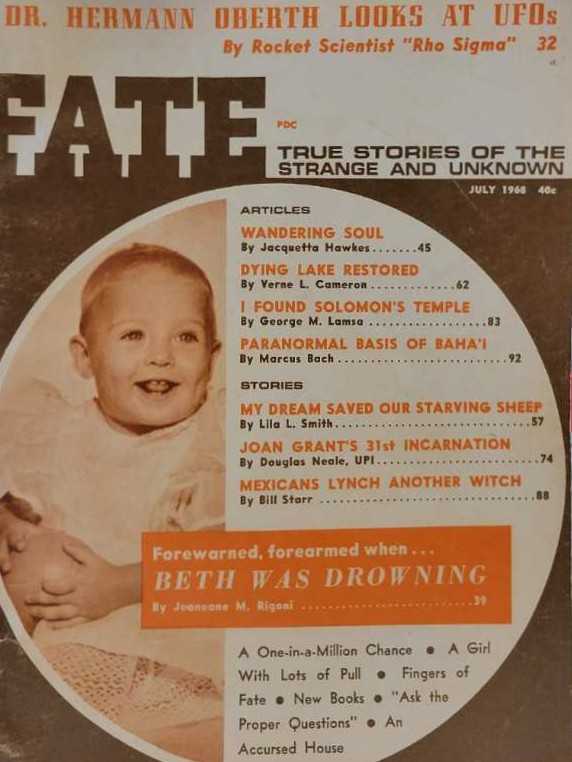 DR. HERMANN OBERTH LOOKS AT UFOs
By Rocket Scientist "Rho Sigma" 32
FATE
PDC
TRUE STORIES OF THE
STRANGE AND UNKNOWN
JULY 1968 40c
ARTICLES
WANDERING SOUL
By Jacquetta Hawkes.......45
DYING LAKE RESTORED
By Verne L. Cameron.............62
I FOUND SOLOMON'S TEMPLE
By George M. Lamsa..................83
PARANORMAL BASIS OF BAHA'I
By Marcus Bach..........................92
STORIES
MY DREAM SAVED OUR STARVING SHEEP
By Lila L. Smith..............................57
JOAN GRANT'S 31st INCARNATION
By Douglas Neale, UPI.........................74
MEXICANS LYNCH ANOTHER WITCH
By Bill Starr.................................88
Forewarned, forearmed when...
BETH WAS DROWNING
By Joaneane M. Rigoni..........................39
A One-in-a-Million Chance • A Girl
With Lots of Pull • Fingers of
Fate • New Books • "Ask the
Proper Questions" • An
Accursed House